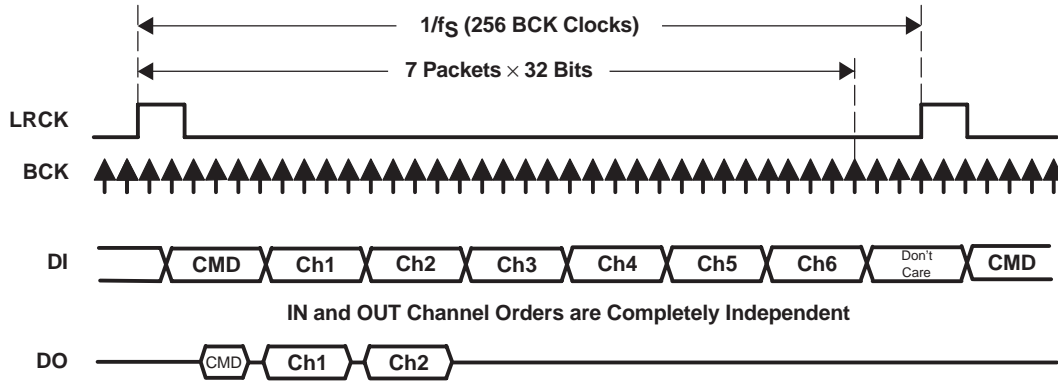 1/fS (256 BCK Clocks)
7 Packets × 32 Bits
LRCK
BCK
DI CMD Ch1 Ch2 Ch3 Ch4 Ch5 Ch6 Don't Care CMD
IN and OUT Channel Orders are Completely Independent
DO CMD Ch1 Ch2